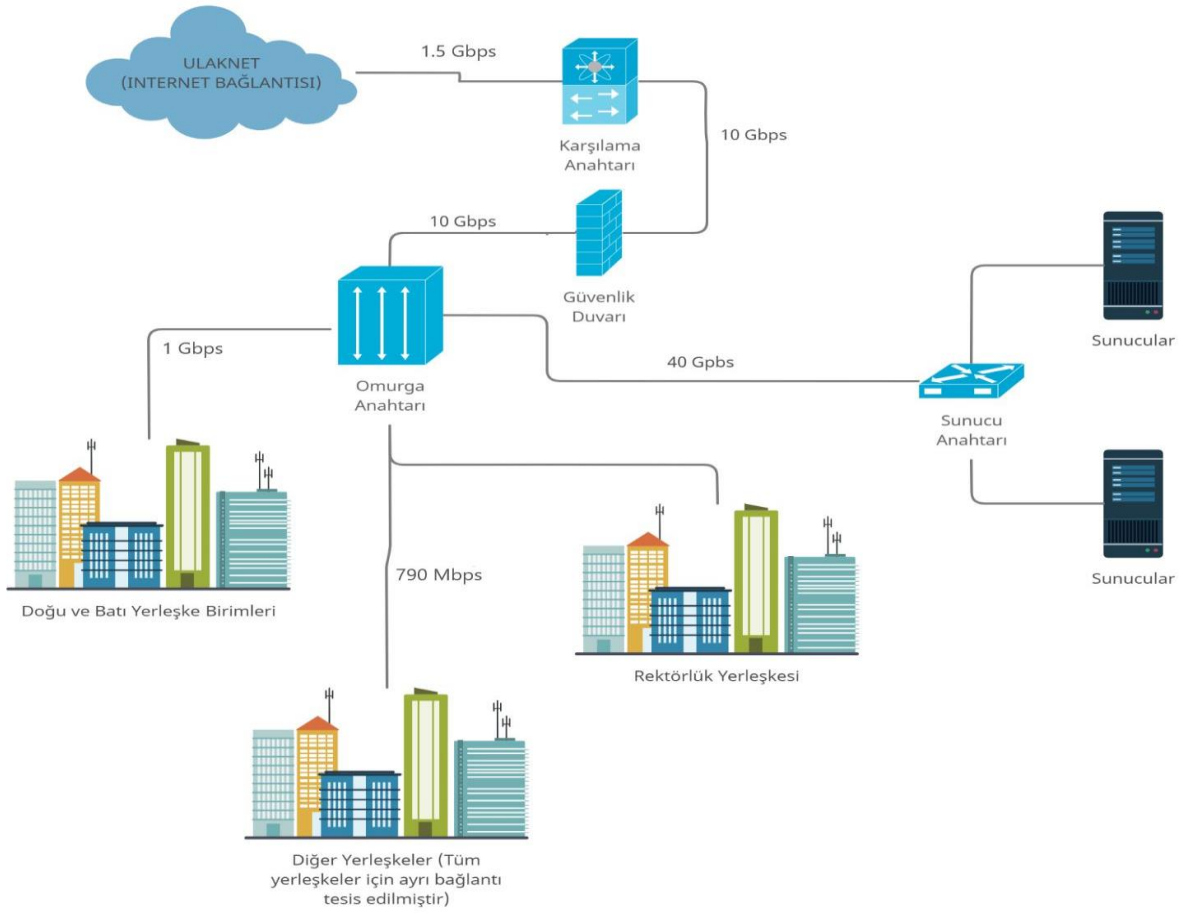 ULAKNET
(INTERNET BAĞLANTISI)
1.5 Gbps
Karşılama
Anahtarı
10 Gbps
10 Gbps
Güvenlik
Duvarı
Sunucular
1 Gbps
Omurga
Anahtarı
40 Gpbs
Sunucu
Anahtarı
Sunucular
Doğu ve Batı Yerleşke Birimleri
790 Mbps
Rektörlük Yerleşkesi
Diğer Yerleşkeler (Tüm
yerleşkeler için ayrı bağlantı
tesis edilmiştir)